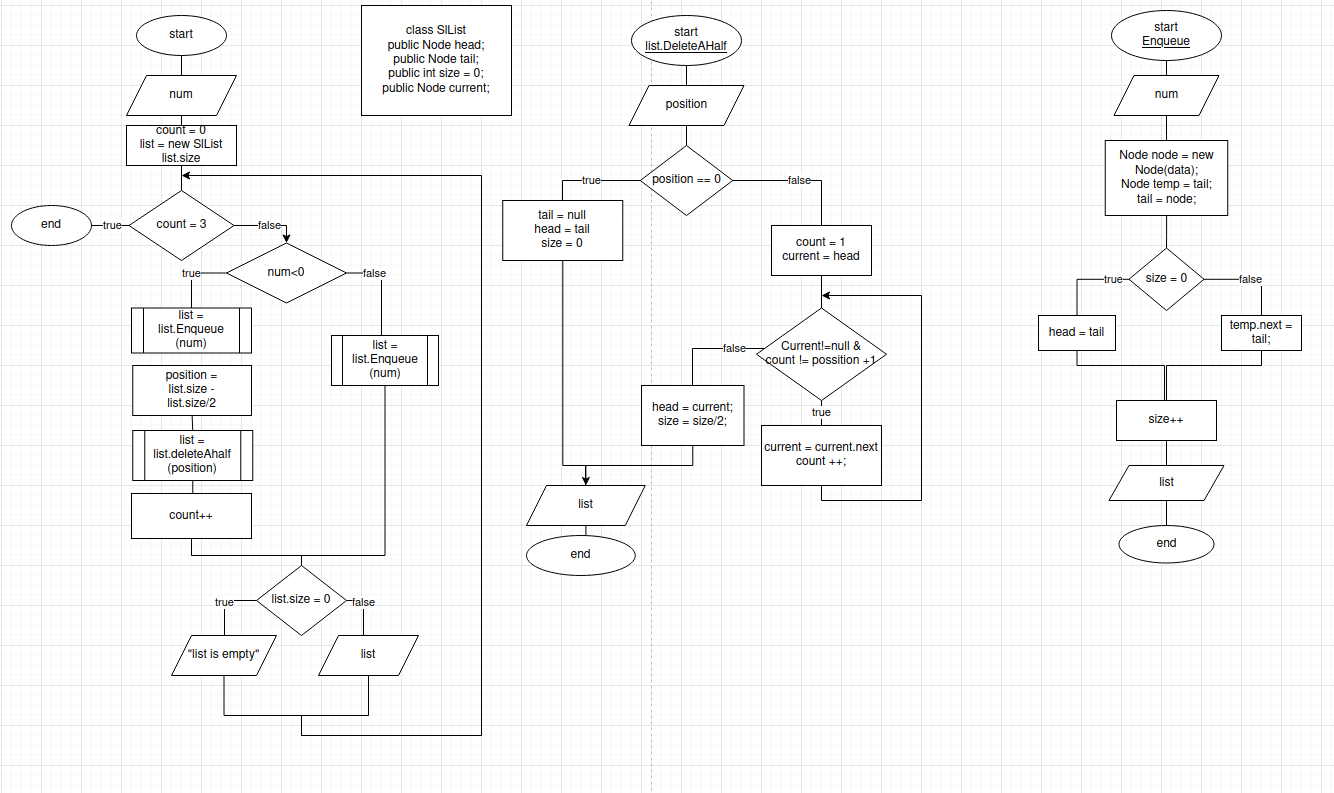 start
num
count = 0
list = new SlList
list.size
end
true
count = 3
false
true
num<0
false
list =
list.Enqueue
(num)
list =
list.Enqueue
(num)
position =
list.size -
list.size/2
list =
list.deleteAhalf
(position)
count++
true
list.size = 0
false
"list is empty"
list
class SlList
public Node head;
public Node tail;
public int size = 0;
public Node current;
start
list.DeleteAHalf
position
true
position == 0
false
tail = null
head = tail
size = 0
count = 1
current = head
false
Current!=null &
count != possition +1
true
head = current;
size = size/2;
current = current.next
count ++;
list
end
start
Enqueue
num
Node node = new
Node(data);
Node temp = tail;
tail = node;
true
size = 0
false
head = tail
temp.next =
tail;
size++
list
end